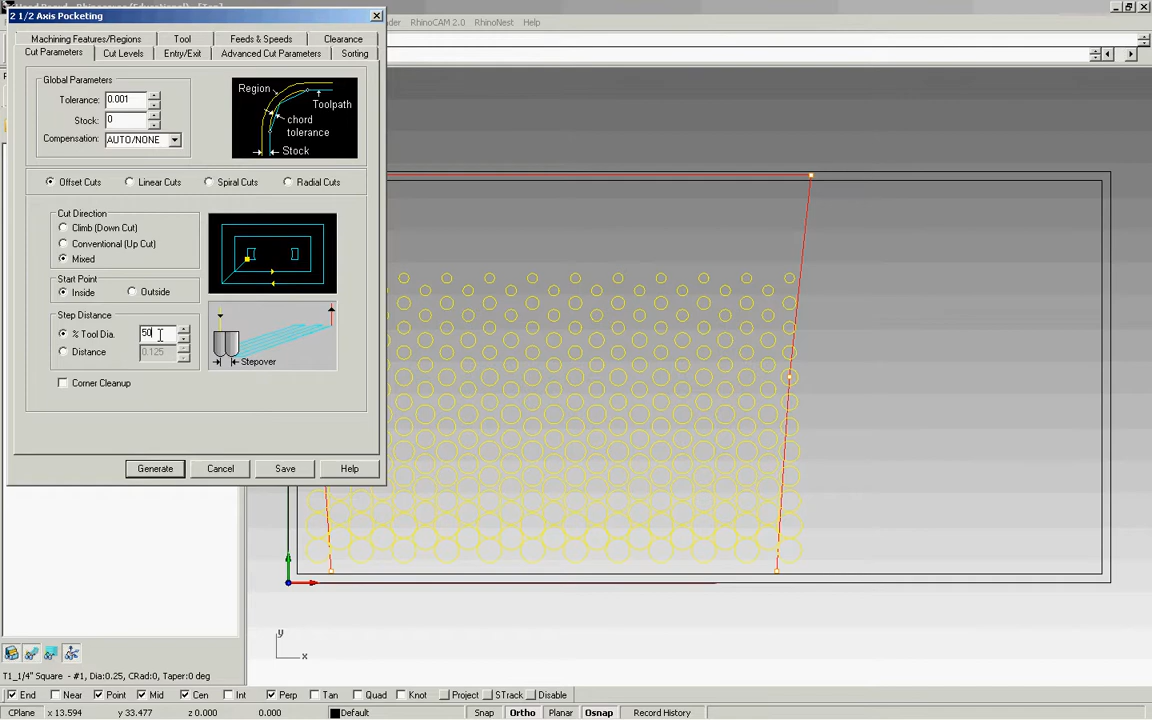 2 1/2 Axis Pocketing
RhinoCAM 2.0 RhinoNest Help
Machining Features/Regions Tool Feeds & Speeds Clearance
Cut Parameters Cut Levels Entry/Exit Advanced Cut Parameters Sorting
Global Parameters
Tolerance: 0.001
Stock: 0
Compensation: AUTO/NONE
Region
Toolpath
chord
tolerance
Stock
Offset Cuts Linear Cuts Spiral Cuts Radial Cuts
Cut Direction
Climb (Down Cut)
Conventional (Up Cut)
Mixed
Start Point
Inside Outside
Step Distance
% Tool Dia. 50
Distance 0.125
Stepover
Corner Cleanup
Generate Cancel Save Help
y
x
T1_1/4" Square - #1, Dia:0.25, CRad:0, Taper:0 deg
End Near Point Mid Cen Int Perp Tan Quad Knot Project STrack Disable
CPlane x 13.594 y 33.477 z 0.000 0.000 Default Snap Ortho Planar Osnap Record History